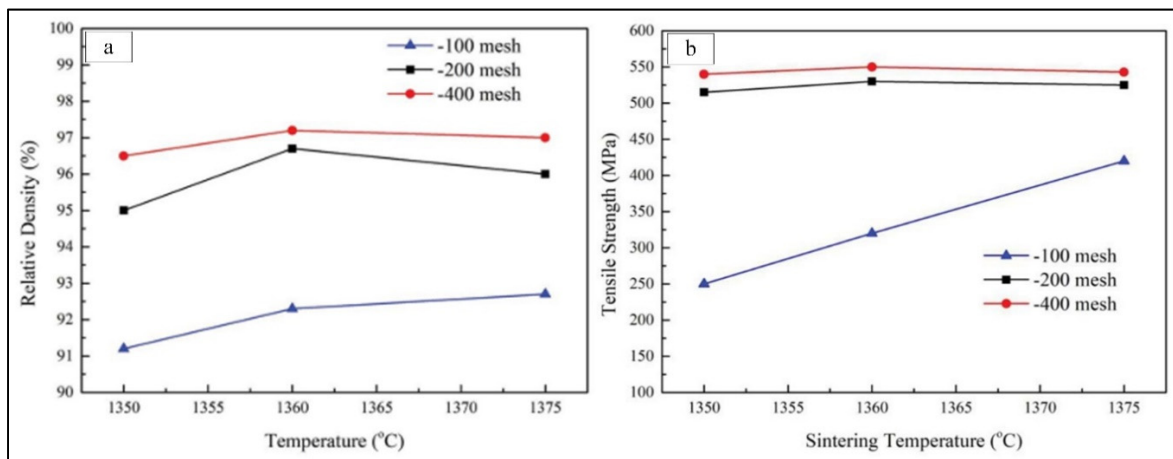 a
-100 mesh
-200 mesh
-400 mesh
100
99
98
97
96
95
94
93
92
91
90
Relative Density (%)
1350 1355 1360 1365 1370 1375
Temperature (°C)
b
600
550
500
450
400
350
300
250
225
150
100
Tensile Strength (MPa)
-100 mesh
-200 mesh
-400 mesh
1350 1355 1360 1365 1370 1375
Sintering Temperature (°C)